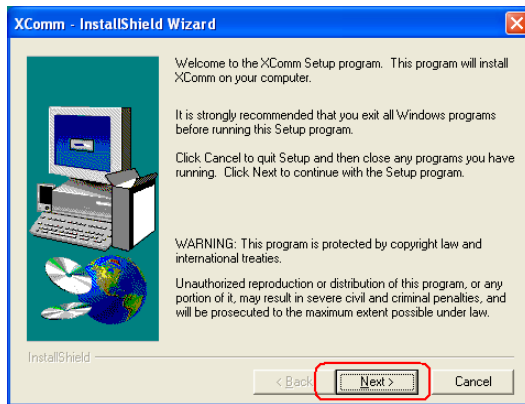 XComm - InstallShield Wizard
Welcome to the XComm Setup program. This program will install
XComm on your computer.
It is strongly recommended that you exit all Windows programs
before running this Setup program.
Click Cancel to quit Setup and then close any programs you have
running. Click Next to continue with the Setup program.
WARNING: This program is protected by copyright law and
international treaties.
Unauthorized reproduction or distribution of this program, or any
portion of it, may result in severe civil and criminal penalties, and
will be prosecuted to the maximum extent possible under law.
InstallShield
< Back
Next >
Cancel